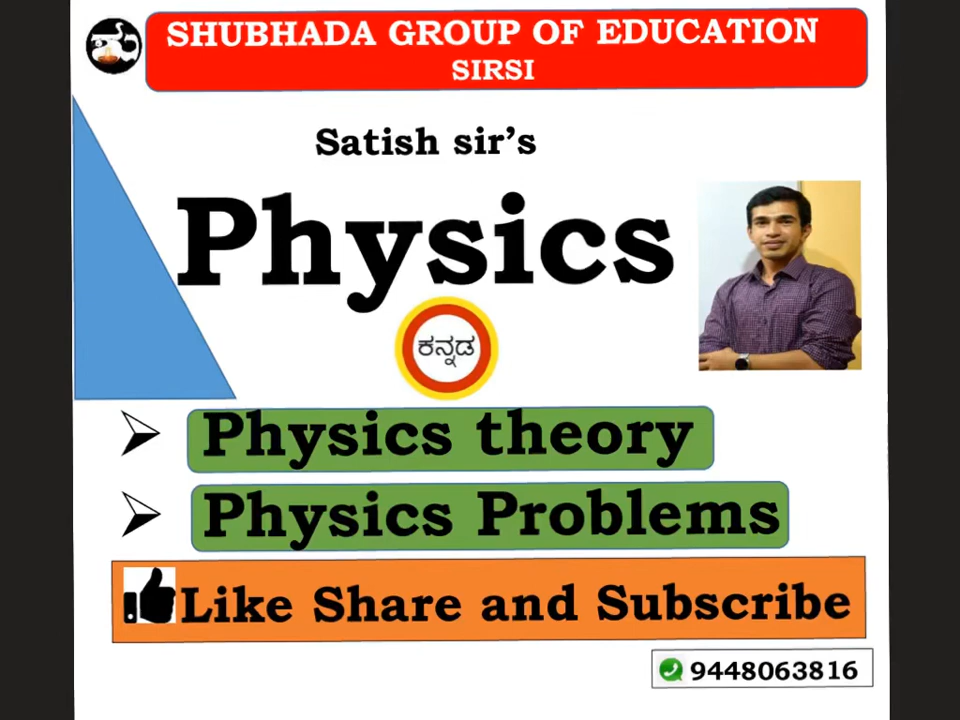 SHUBHADA GROUP OF EDUCATION
SIRSI
Satish sir's
Physics
ಕನ್ನಡ
Physics theory
Physics Problems
Like Share and Subscribe
9448063816